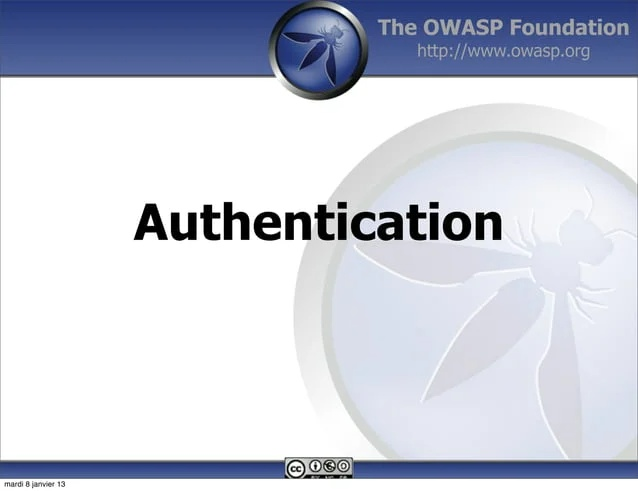 The OWASP Foundation
http://www.owasp.org
Authentication
mardi 8 janvier 13